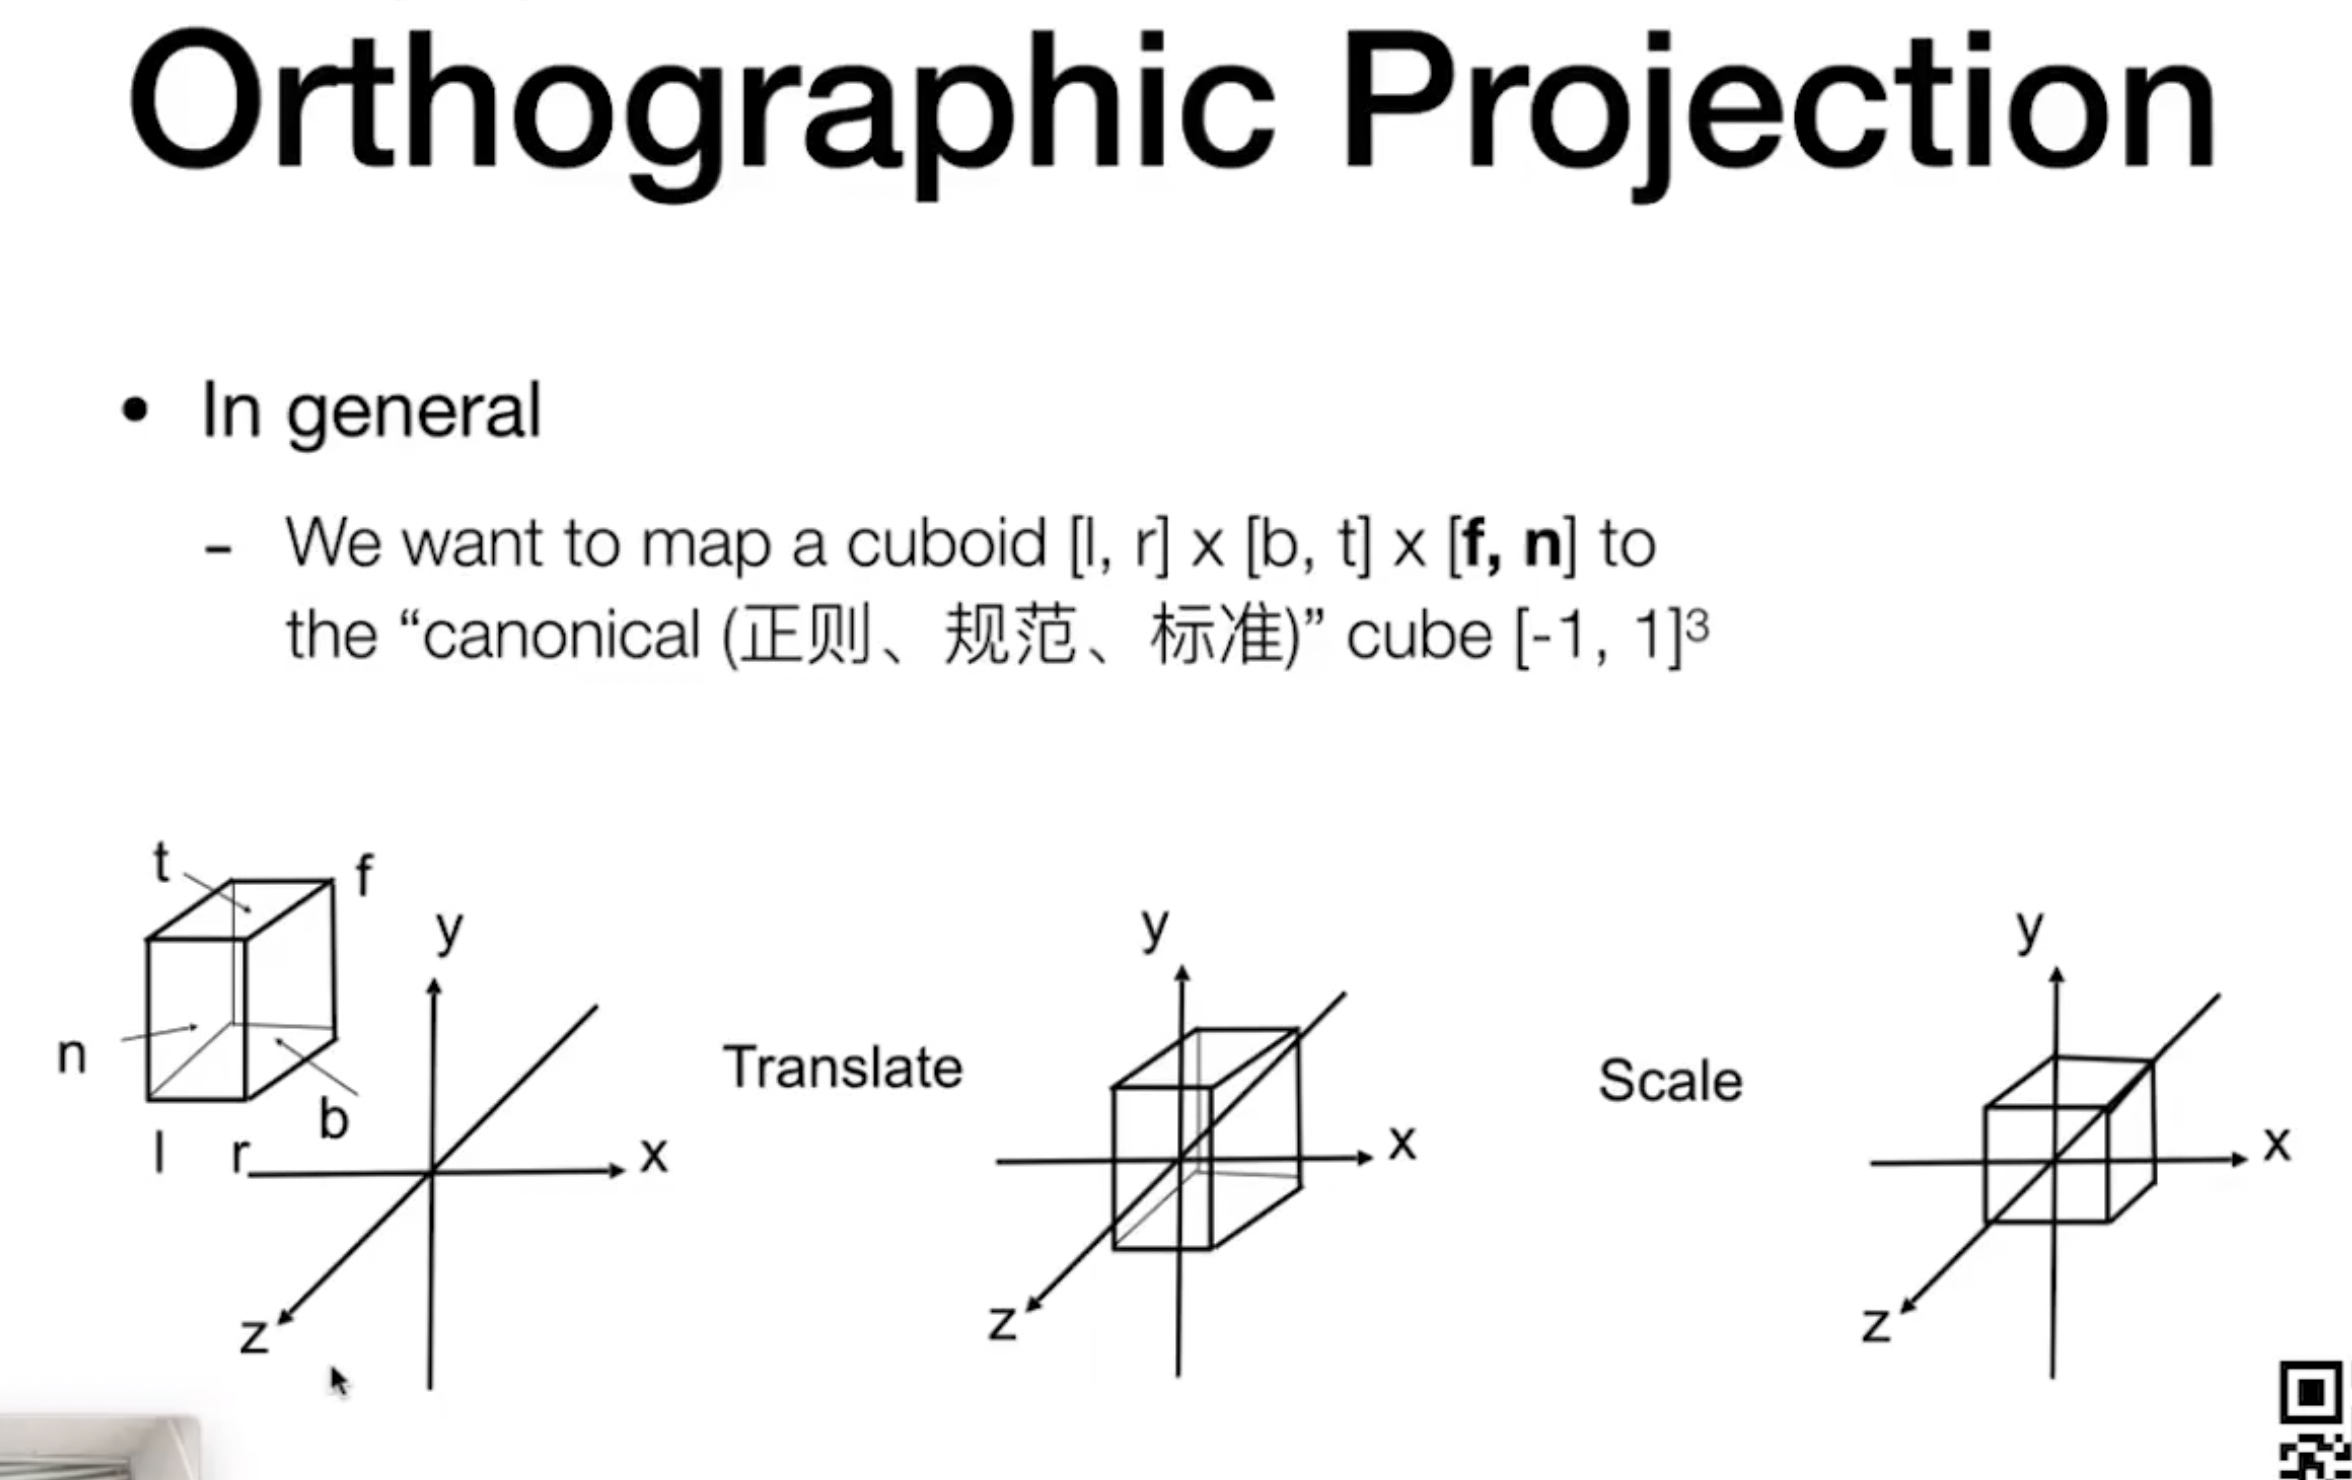 Orthographic Projection
• In general
- We want to map a cuboid [l, r] x [b, t] x [f, n] to
the “canonical (正则、规范、标准)” cube [-1, 1]³
t
f
n
b
l
r
y
x
z
Translate
y
x
z
Scale
y
x
z